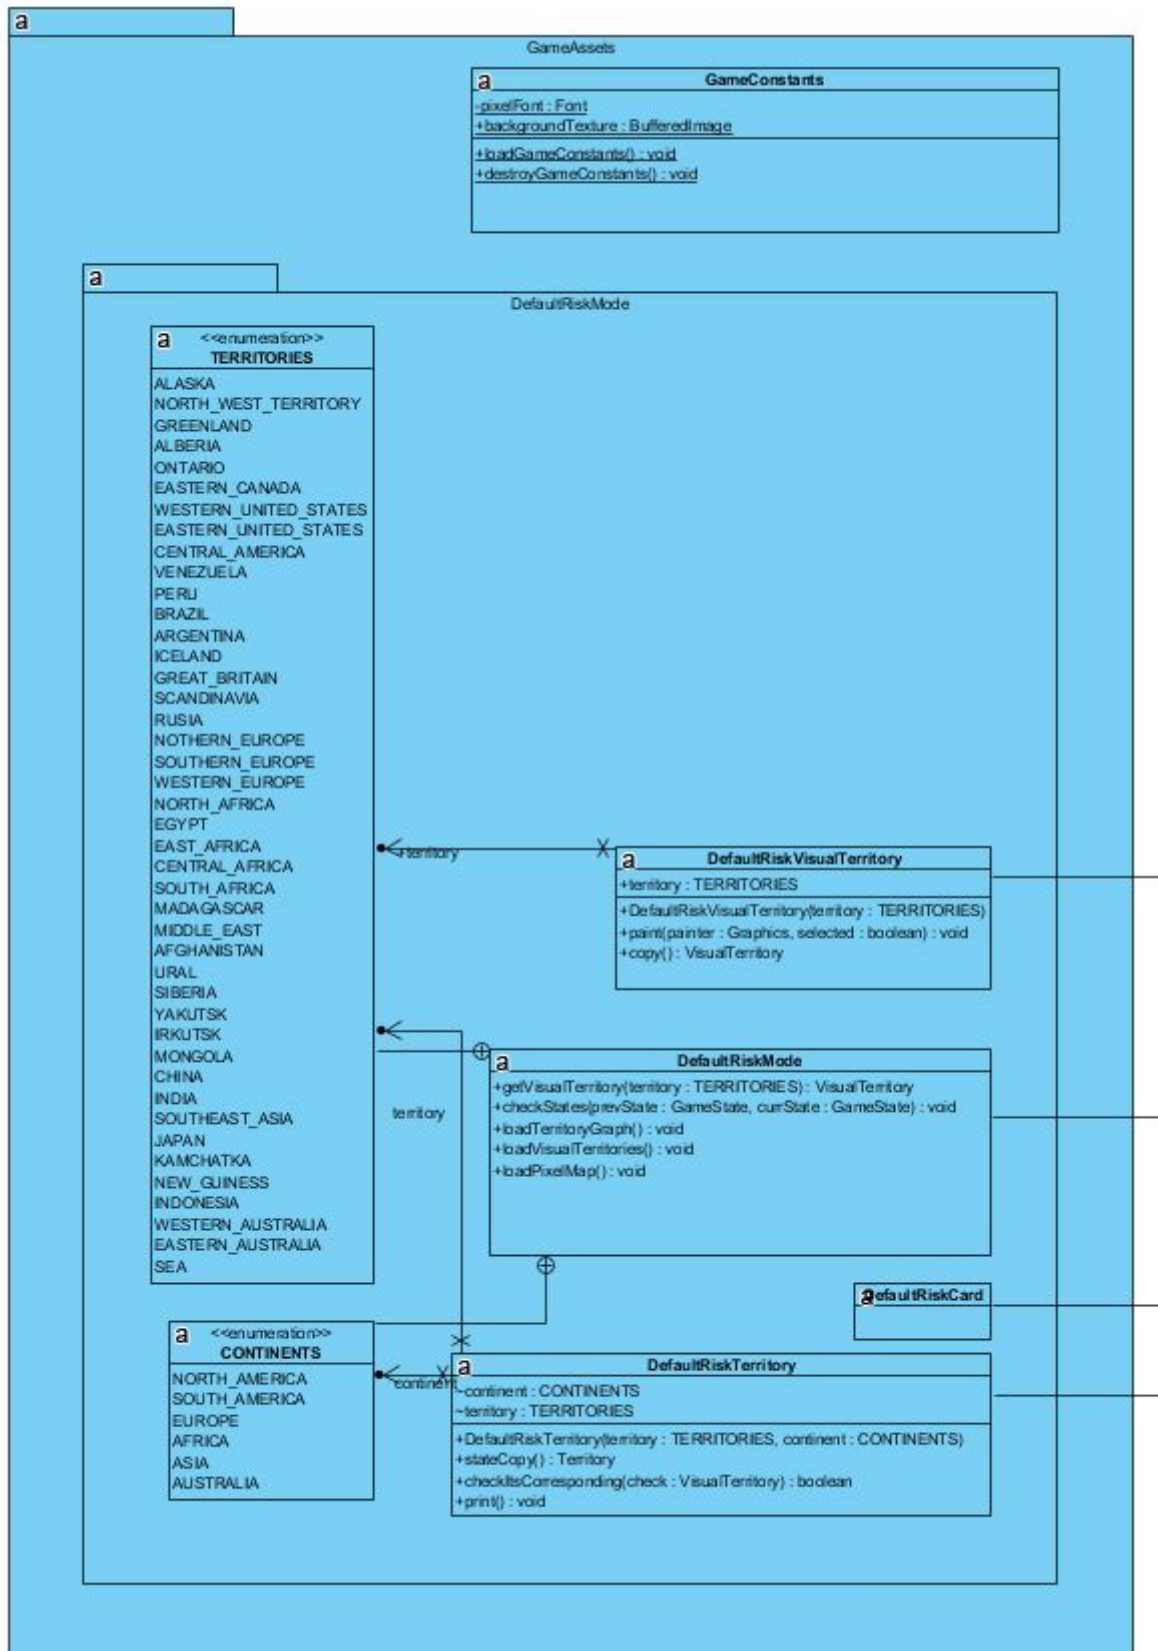 a
GameAssets
a
GameConstants
-pixelFont : Font
+backgroundTexture : BufferedImage
+loadGameConstants() : void
+destroyGameConstants() : void
a
DefaultRiskMode
a
<<enumeration>>
TERRITORIES
ALASKA
NORTH_WEST_TERRITORY
GREENLAND
ALBERIA
ONTARIO
EASTERN_CANADA
WESTERN_UNITED_STATES
EASTERN_UNITED_STATES
CENTRAL_AMERICA
VENEZUELA
PERU
BRAZIL
ARGENTINA
ICELAND
GREAT_BRITAIN
SCANDINAVIA
RUSIA
NOTHERN_EUROPE
SOUTHERN_EUROPE
WESTERN_EUROPE
NORTH_AFRICA
EGYPT
EAST_AFRICA
CENTRAL_AFRICA
SOUTH_AFRICA
MADAGASCAR
MIDDLE_EAST
AFGHANISTAN
URAL
SIBERIA
YAKUTSK
IRKUTSK
MONGOLA
CHINA
INDIA
SOUTHEAST_ASIA
JAPAN
KAMCHATKA
NEW_GUINESS
INDONESIA
WESTERN_AUSTRALIA
EASTERN_AUSTRALIA
SEA
+territory
a
DefaultRiskVisualTerritory
+territory : TERRITORIES
+DefaultRiskVisualTerritory(territory : TERRITORIES)
+paint(painter : Graphics, selected : boolean) : void
+copy() : VisualTerritory
territory
a
DefaultRiskMode
+getVisualTerritory(territory : TERRITORIES) : VisualTerritory
+checkStates(prevState : GameState, currState : GameState) : void
+loadTerritoryGraph() : void
+loadVisualTerritories() : void
+loadPixelMap() : void
a
DefaultRiskCard
a
<<enumeration>>
CONTINENTS
NORTH_AMERICA
SOUTH_AMERICA
EUROPE
AFRICA
ASIA
AUSTRALIA
~continent
a
DefaultRiskTerritory
~continent : CONTINENTS
~territory : TERRITORIES
+DefaultRiskTerritory(territory : TERRITORIES, continent : CONTINENTS)
+stateCopy() : Territory
+checkItsCorresponding(check : VisualTerritory) : boolean
+print() : void